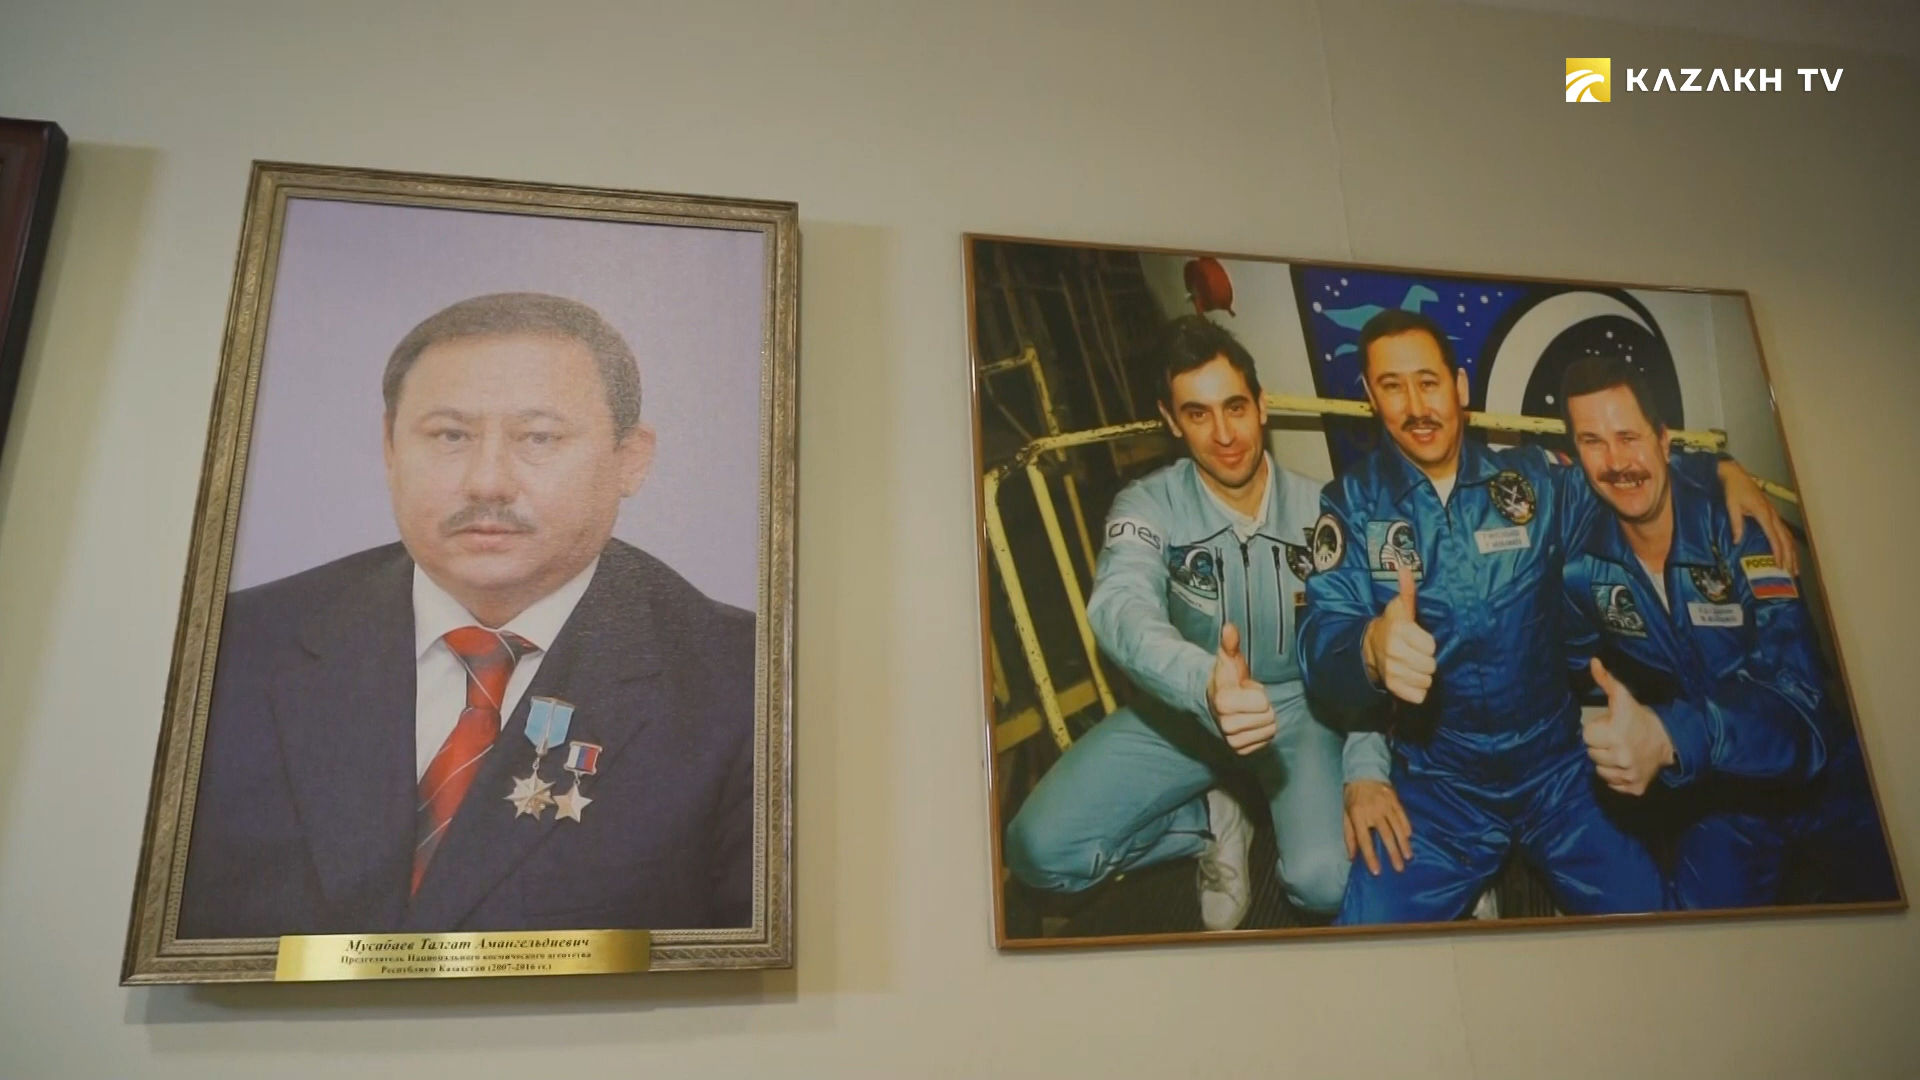 KAZAKH TV
Мусабаев Талгат Амангельдиевич
Председатель Национального космического агентства
Республики Казахстан (2007-2016 гг.)
cnes
РОССИЯ